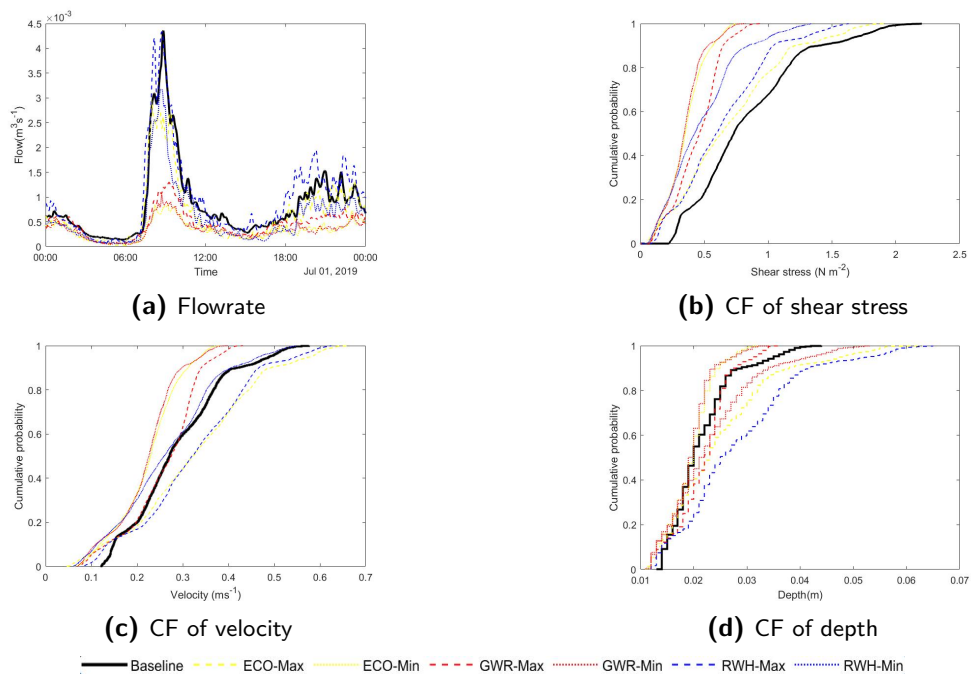 ×10⁻³
4.5
4
3.5
3
2.5
2
1.5
1
0.5
0
Flow(m³s⁻¹)
00:00 06:00 12:00 18:00 00:00
Time
Jul 01, 2019
(a) Flowrate
1
0.8
0.6
0.4
0.2
0
Cumulative probability
0 0.5 1 1.5 2 2.5
Shear stress (N m⁻²)
(b) CF of shear stress
1
0.8
0.6
0.4
0.2
0
Cumulative probability
0 0.1 0.2 0.3 0.4 0.5 0.6 0.7
Velocity (ms⁻¹)
(c) CF of velocity
1
0.8
0.6
0.4
0.2
0
Cumulative probability
0.01 0.02 0.03 0.04 0.05 0.06 0.07
Depth(m)
(d) CF of depth
Baseline ECO-Max ECO-Min GWR-Max GWR-Min RWH-Max RWH-Min